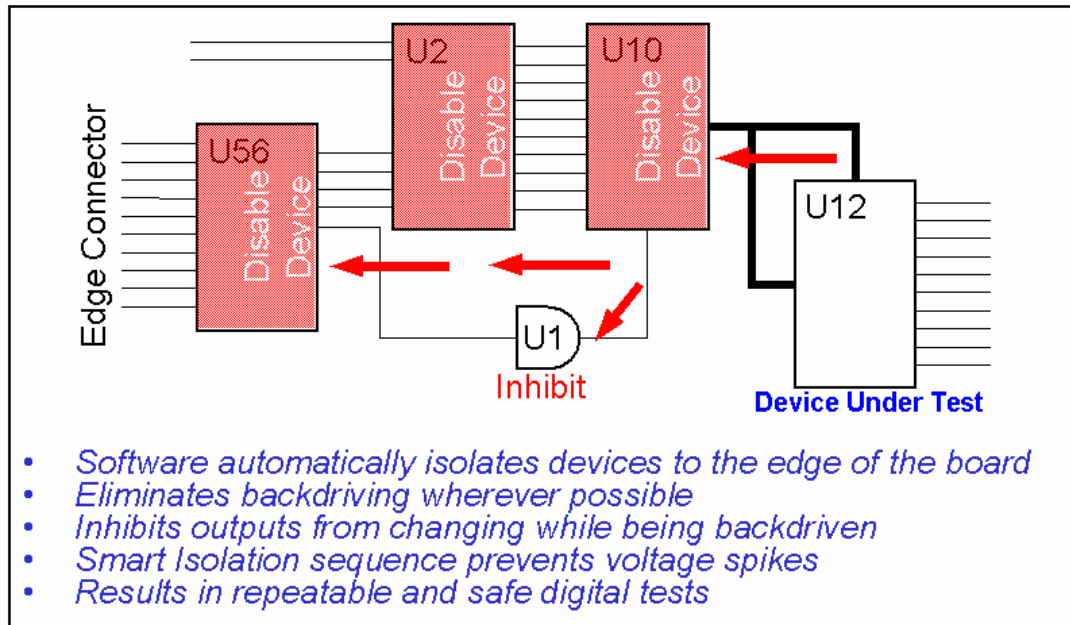 U2
Disable
Device
U10
Disable
Device
Edge Connector
U56
Disable
Device
U12
U1
Inhibit
Device Under Test
• Software automatically isolates devices to the edge of the board
• Eliminates backdriving wherever possible
• Inhibits outputs from changing while being backdriven
• Smart Isolation sequence prevents voltage spikes
• Results in repeatable and safe digital tests